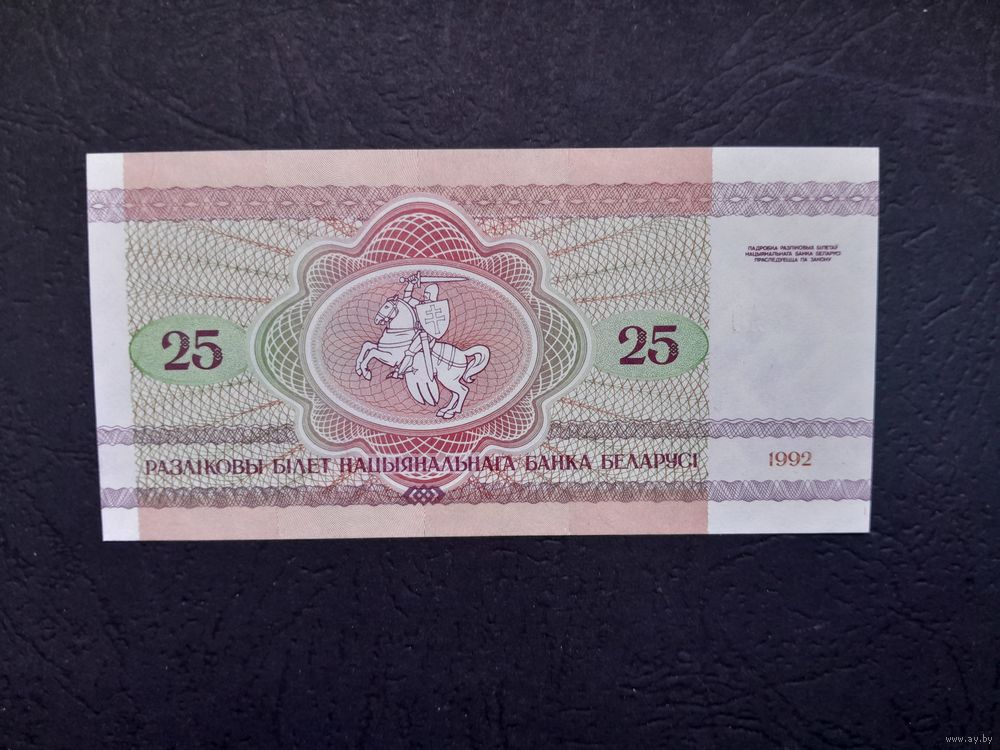 ПАДРОБКА РАЗЛІКОВЫХ БІЛЕТАЎ
НАЦЫЯНАЛЬНАГА БАНКА БЕЛАРУСІ
ПРАСЛЕДУЕЦЦА ПА ЗАКОНУ
25
25
РАЗЛІКОВЫ БІЛЕТ НАЦЫЯНАЛЬНАГА БАНКА БЕЛАРУСІ
1992
www.ay.by